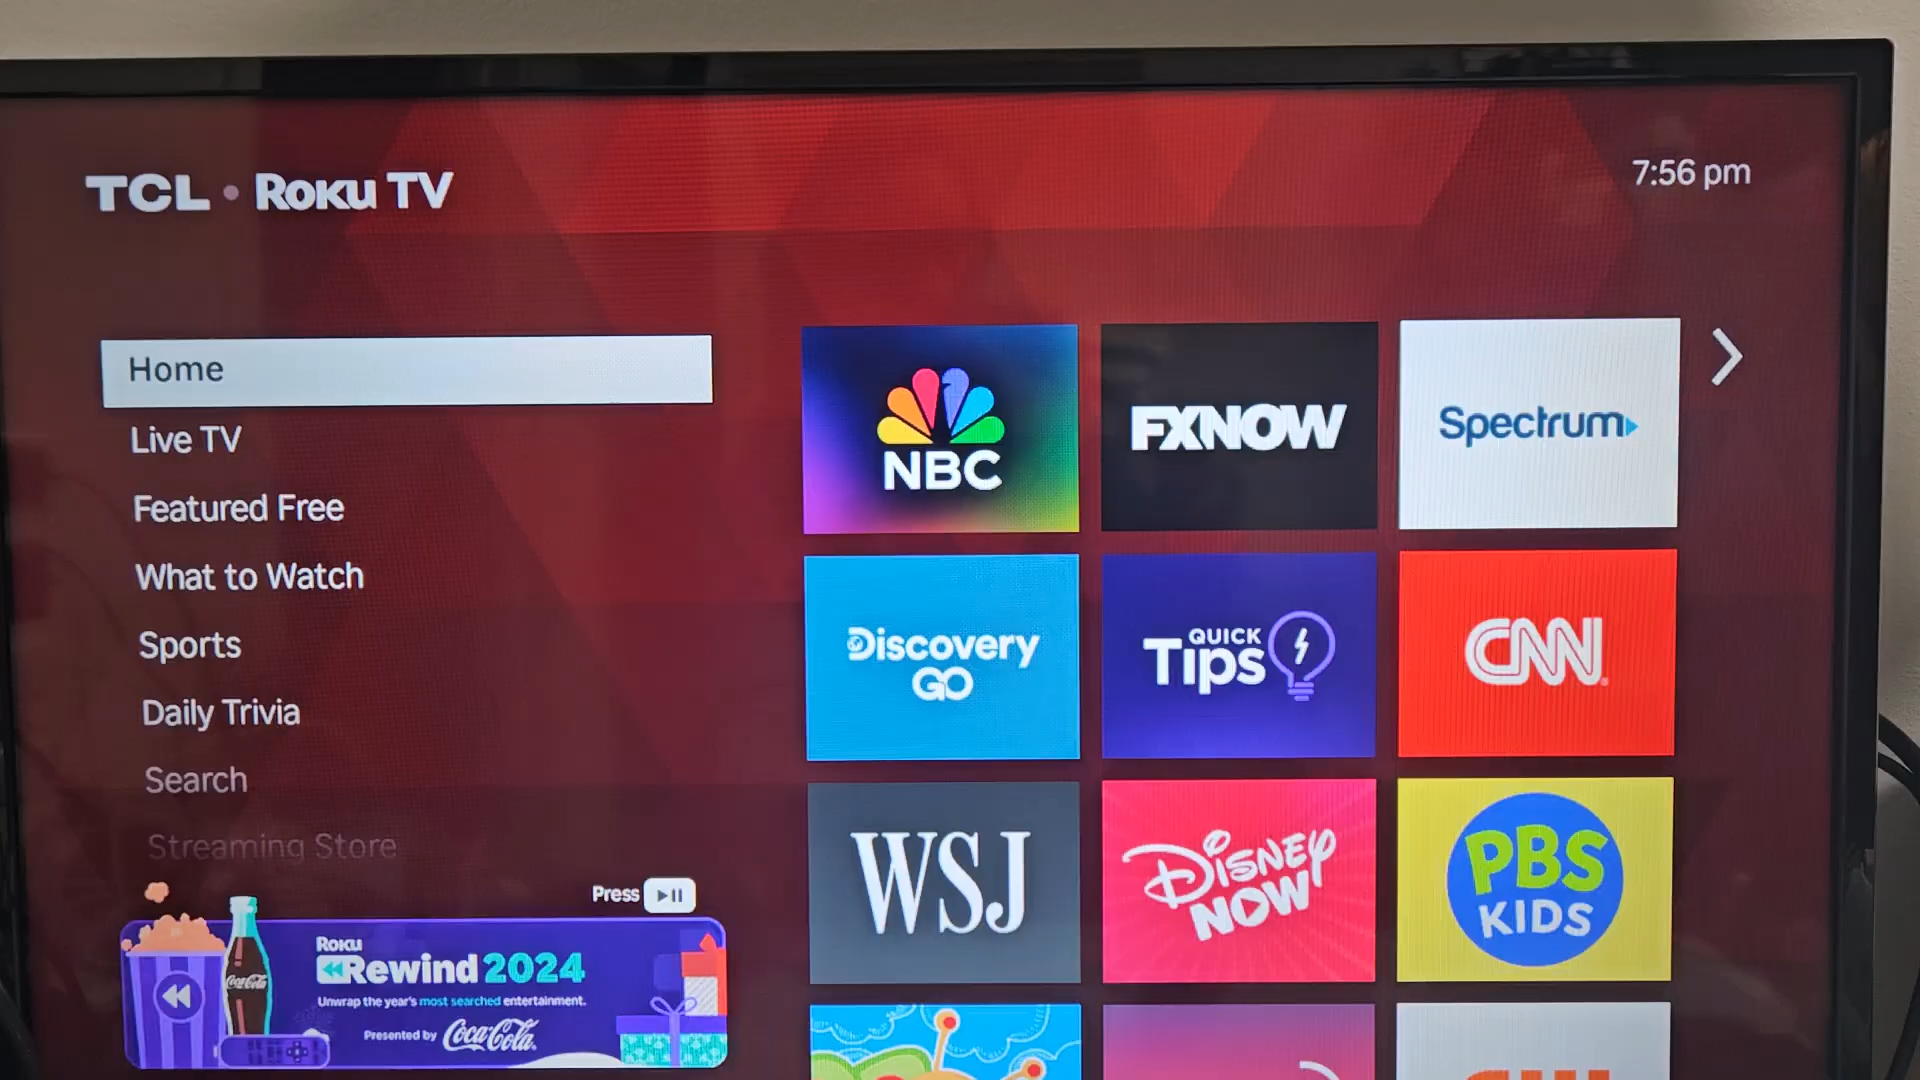 TCL • Roku TV
7:56 pm
Home
Live TV
Featured Free
What to Watch
Sports
Daily Trivia
Search
Streaming Store
Press
Roku
Rewind 2024
Unwrap the year's most searched entertainment.
Presented by Coca-Cola
Coca-Cola
NBC
FXNOW
Spectrum
Discovery
GO
QUICK
Tips
CNN
WSJ
Disney
NOW
PBS
KIDS